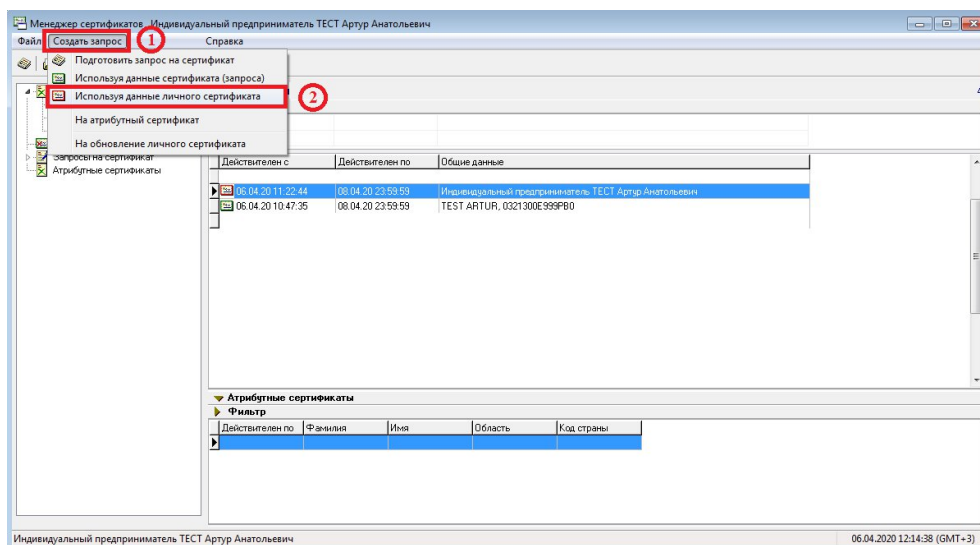 Менеджер сертификатов Индивидуальный предприниматель ТЕСТ Артур Анатольевич
Файл Создать запрос 1 Справка
Подготовить запрос на сертификат
Используя данные сертификата (запроса)
Используя данные личного сертификата 2
На атрибутный сертификат
На обновление личного сертификата
Запросы на сертификат
Атрибутные сертификаты
Действителен с Действителен по Общие данные
06.04.20 11:22:44 08.04.20 23:59:59 Индивидуальный предприниматель ТЕСТ Артур Анатольевич
06.04.20 10:47:35 08.04.20 23:59:59 TEST ARTUR, 0321300E999PB0
Атрибутные сертификаты
Фильтр
Действителен по Фамилия Имя Область Код страны
Индивидуальный предприниматель ТЕСТ Артур Анатольевич 06.04.2020 12:14:38 (GMT+3)